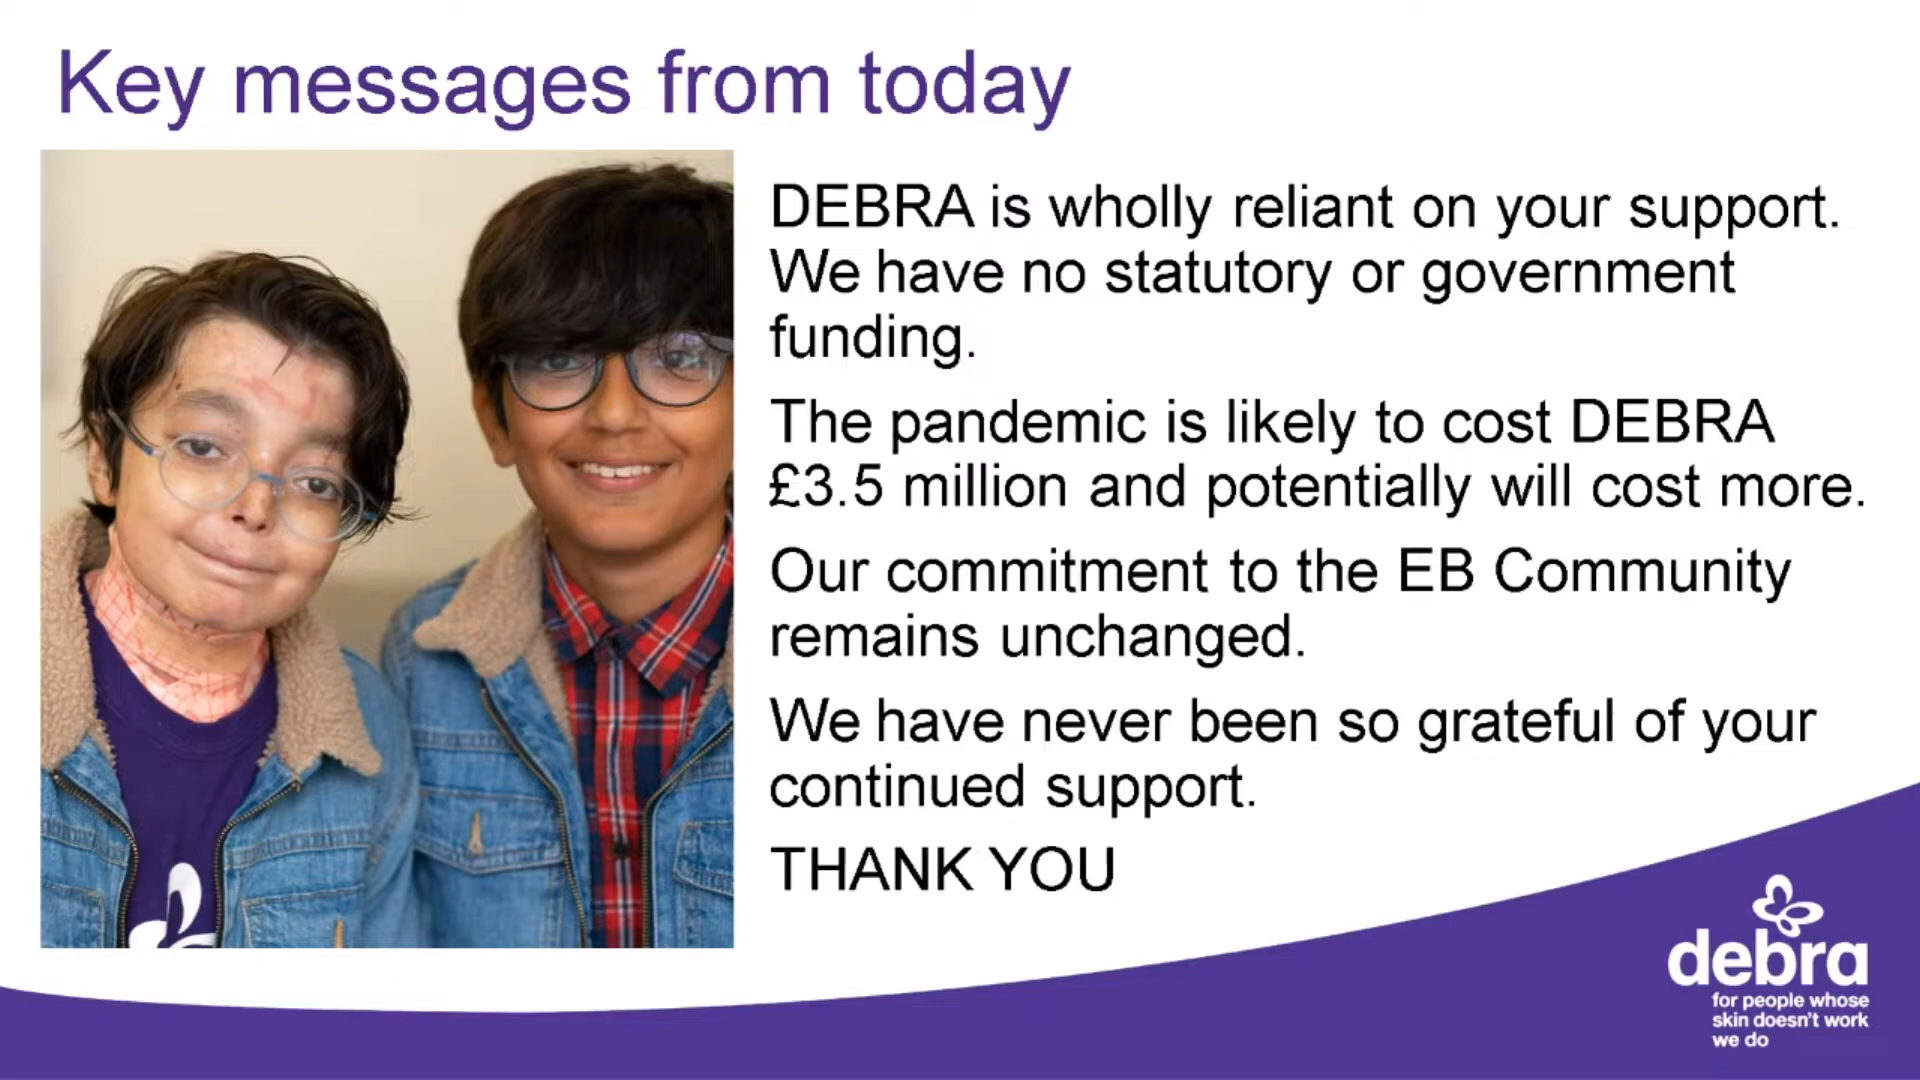 Key messages from today
DEBRA is wholly reliant on your support.
We have no statutory or government
funding.
The pandemic is likely to cost DEBRA
£3.5 million and potentially will cost more.
Our commitment to the EB Community
remains unchanged.
We have never been so grateful of your
continued support.
THANK YOU
debra
for people whose
skin doesn't work
we do